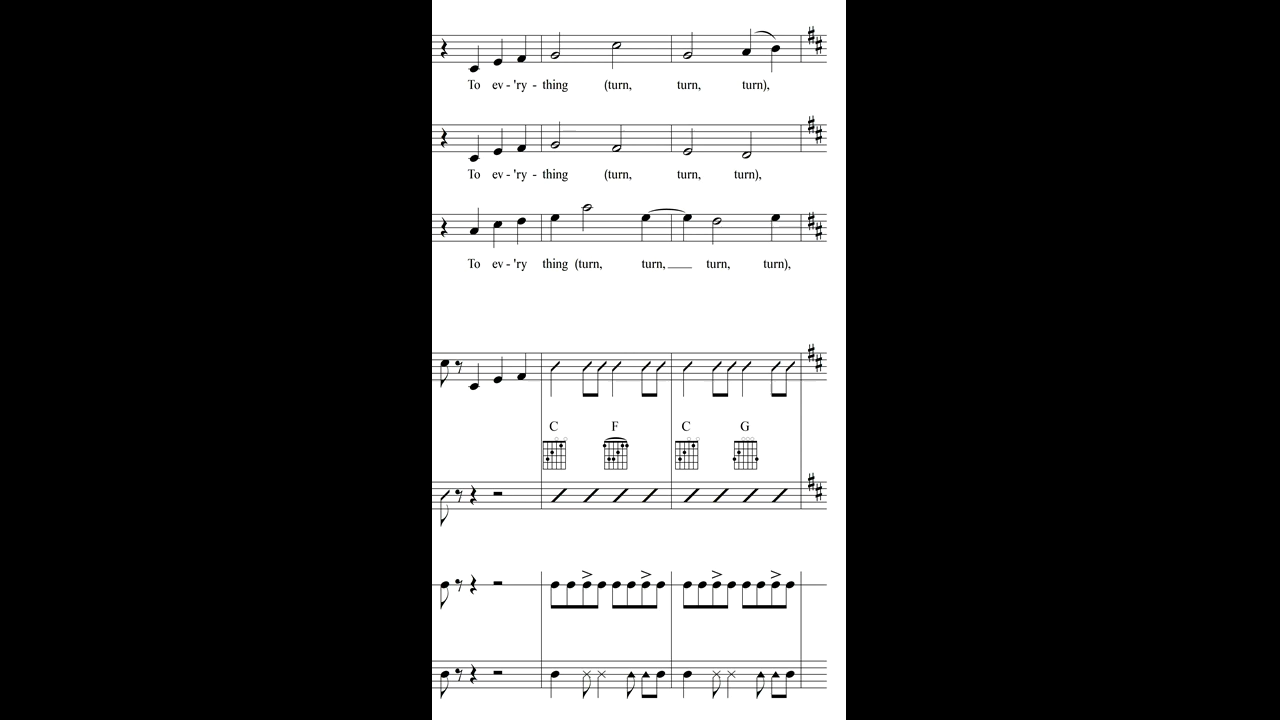 To ev - 'ry - thing (turn, turn, turn),
To ev - 'ry - thing (turn, turn, turn),
To ev - 'ry thing (turn, turn, turn, turn),
C F C G